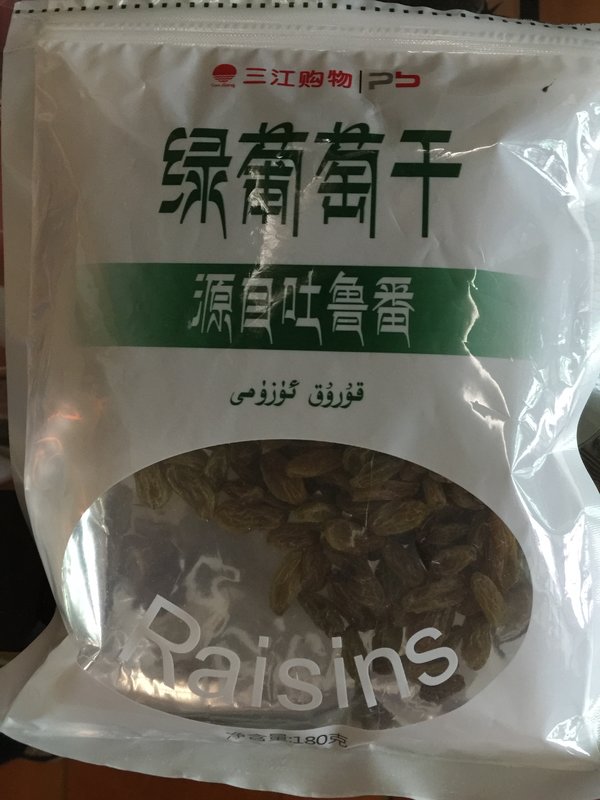 三江购物 | Pb
绿葡萄干
源自吐鲁番
قۇرۇق ئۈزۈمى
Raisins
净含量:180克